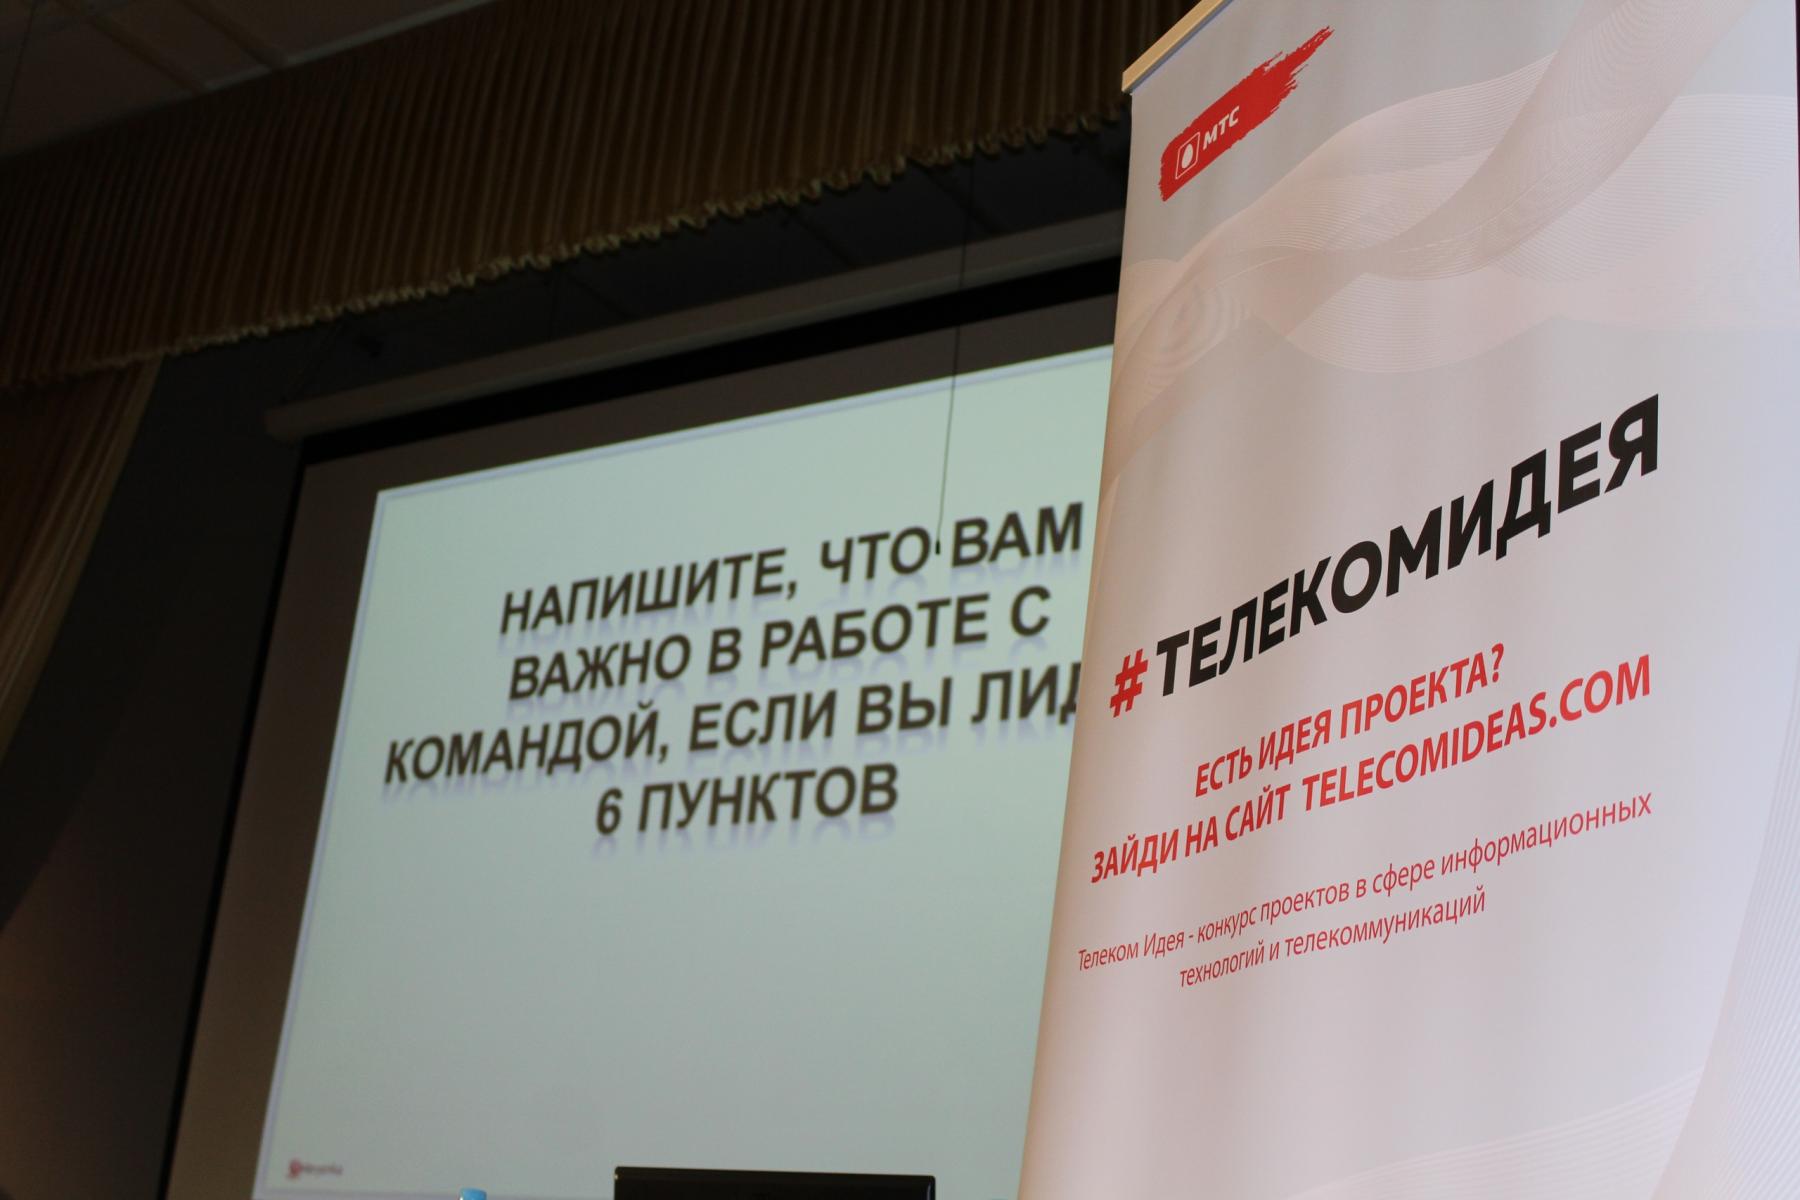 НАПИШИТЕ, ЧТО ВАМ
ВАЖНО В РАБОТЕ С
КОМАНДОЙ, ЕСЛИ ВЫ
6 ПУНКТОВ
МТС
#ТЕЛЕКОМИДЕЯ
ЕСТЬ ИДЕЯ ПРОЕКТА?
ЗАЙДИ НА САЙТ TELECOMIDEAS.COM
Телеком Идея - конкурс проектов в сфере информационных
технологий и телекоммуникаций